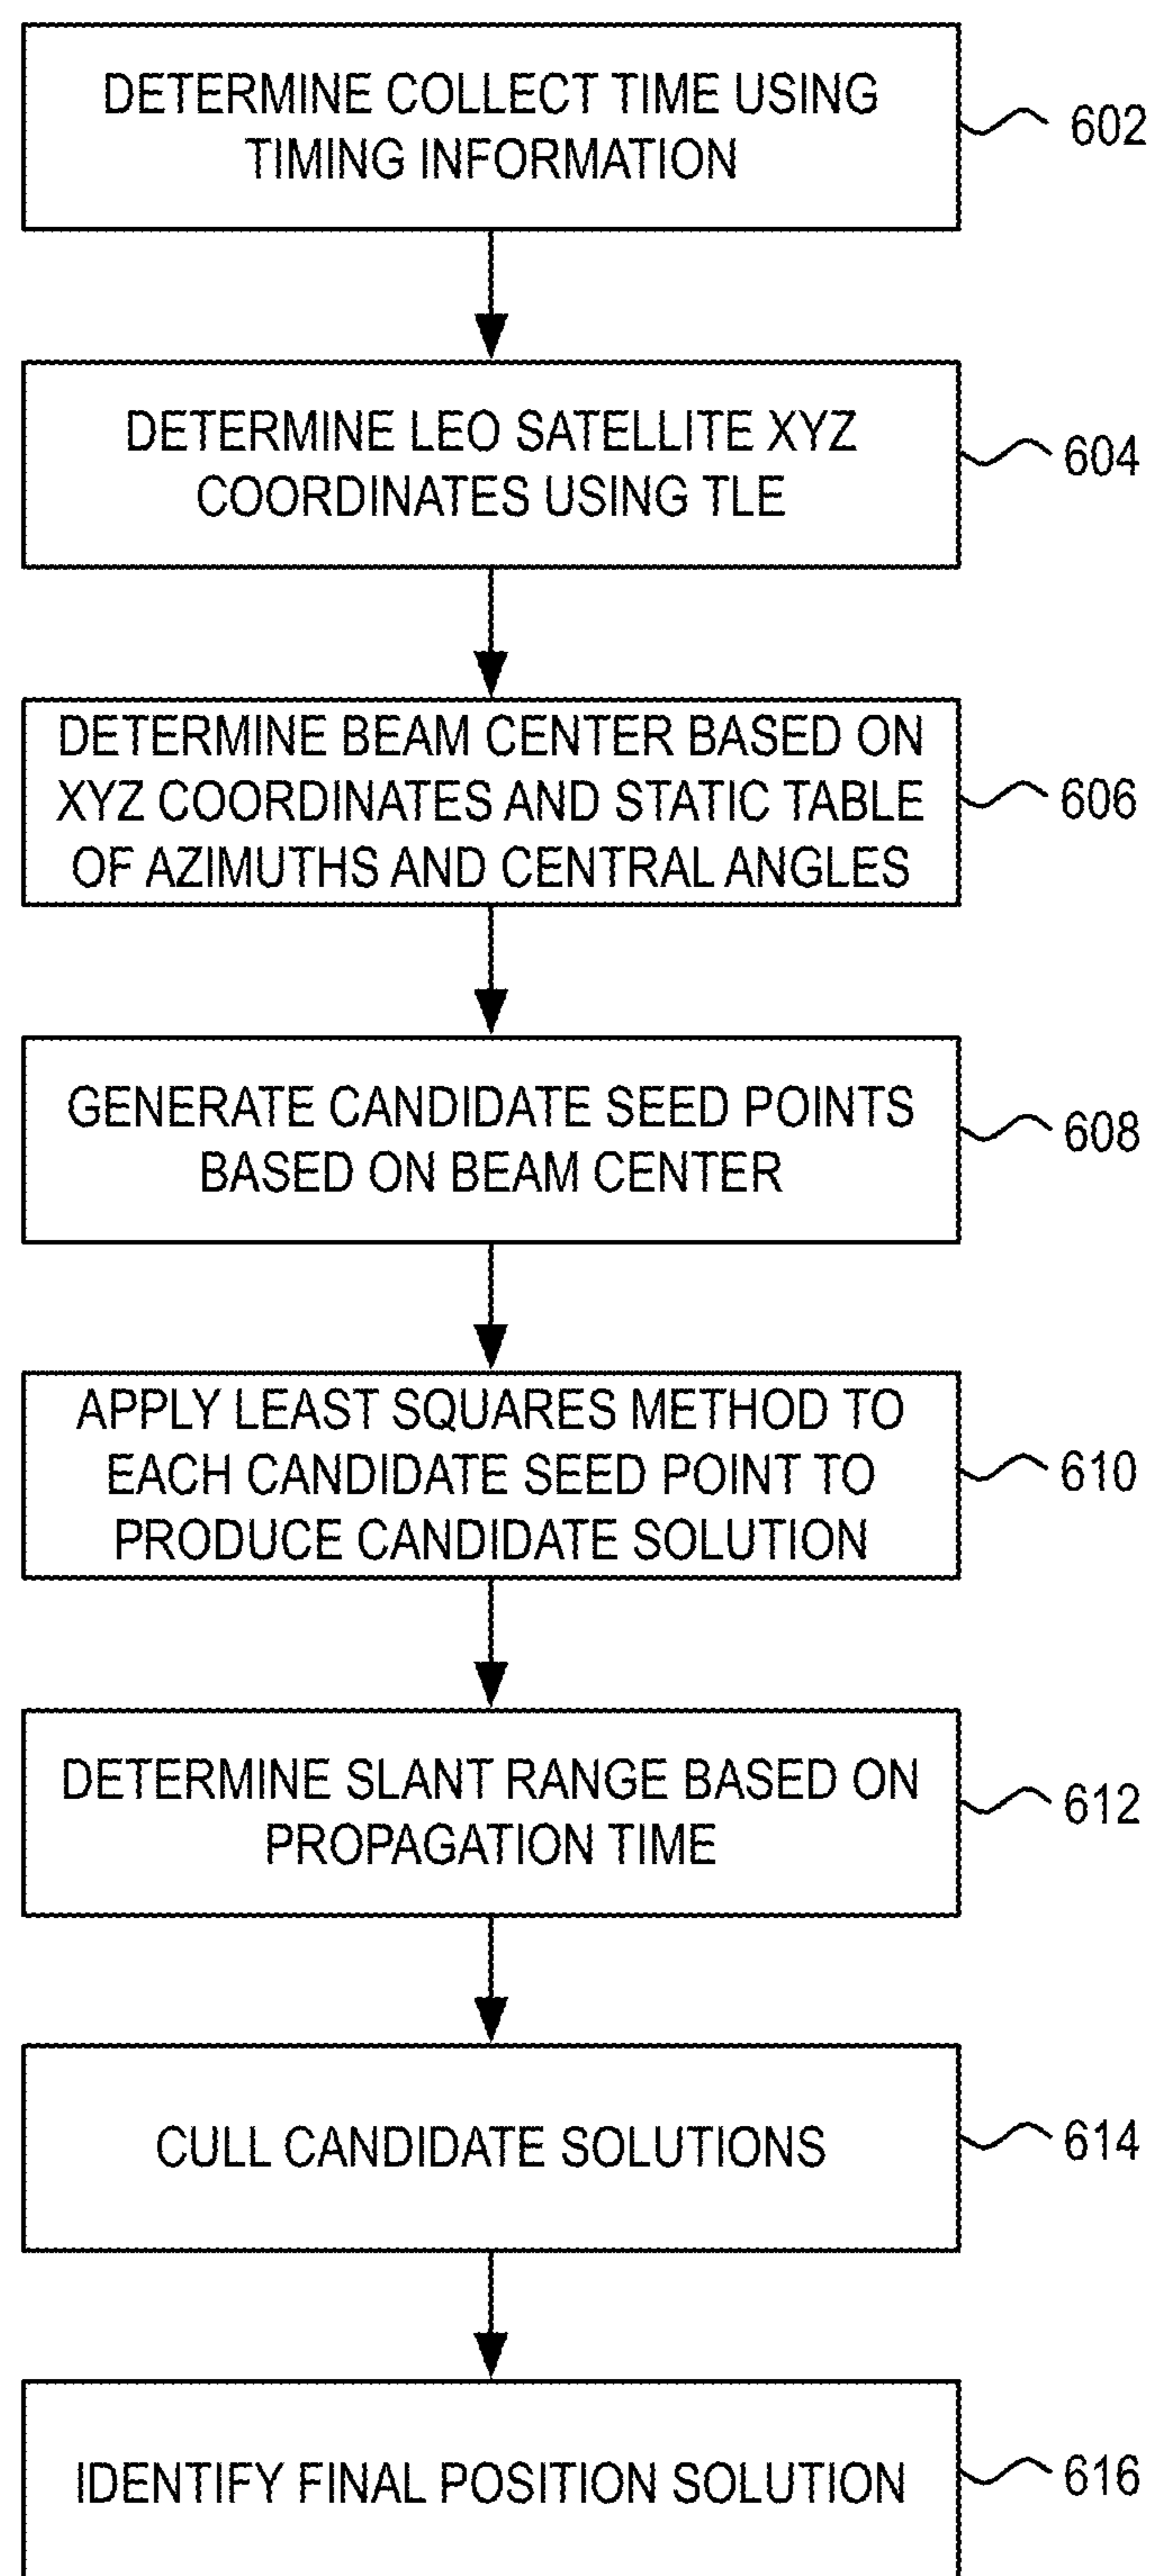 DETERMINE COLLECT TIME USING
TIMING INFORMATION
602
DETERMINE LEO SATELLITE XYZ
COORDINATES USING TLE
604
DETERMINE BEAM CENTER BASED ON
XYZ COORDINATES AND STATIC TABLE
OF AZIMUTHS AND CENTRAL ANGLES
606
GENERATE CANDIDATE SEED POINTS
BASED ON BEAM CENTER
608
APPLY LEAST SQUARES METHOD TO
EACH CANDIDATE SEED POINT TO
PRODUCE CANDIDATE SOLUTION
610
DETERMINE SLANT RANGE BASED ON
PROPAGATION TIME
612
CULL CANDIDATE SOLUTIONS
614
IDENTIFY FINAL POSITION SOLUTION
616